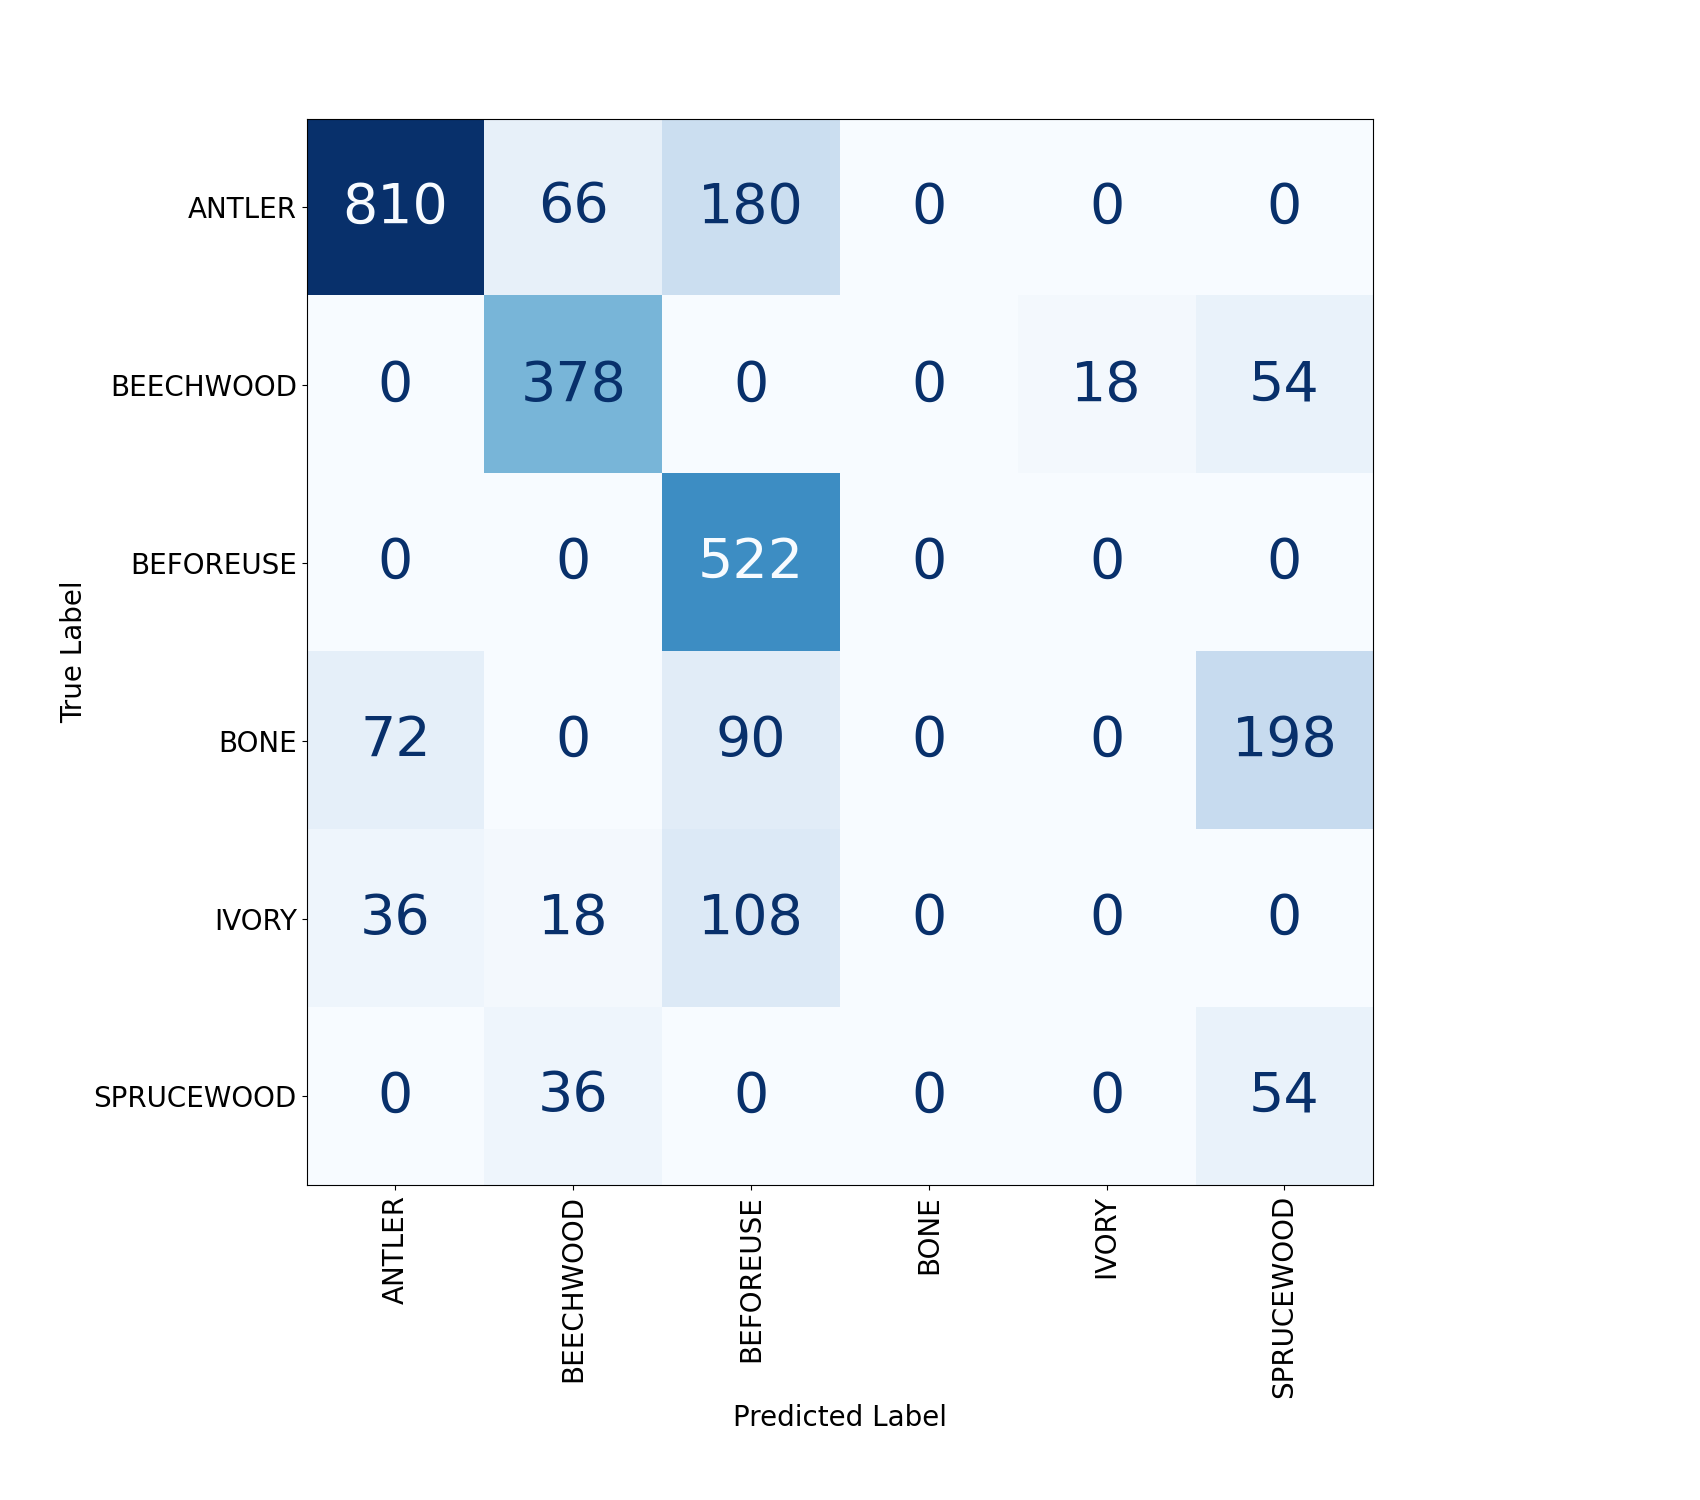 True Label
ANTLER 810 66 180 0 0 0
BEECHWOOD 0 378 0 0 18 54
BEFOREUSE 0 0 522 0 0 0
BONE 72 0 90 0 0 198
IVORY 36 18 108 0 0 0
SPRUCEWOOD 0 36 0 0 0 54
ANTLER BEECHWOOD BEFOREUSE BONE IVORY SPRUCEWOOD
Predicted Label